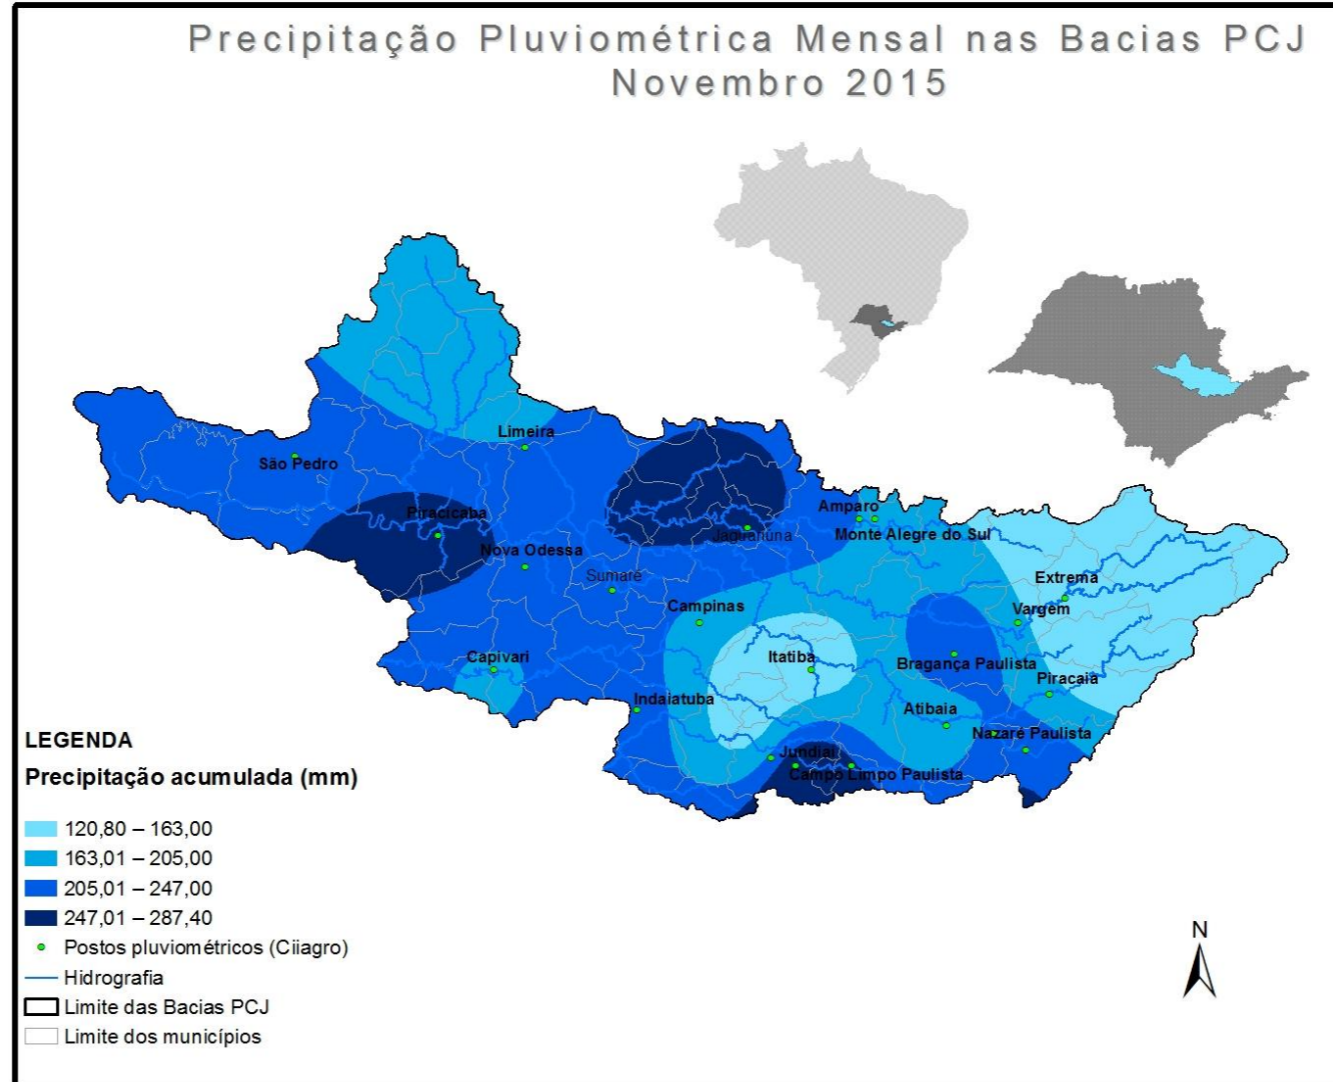 Precipitação Pluviométrica Mensal nas Bacias PCJ
Novembro 2015
Limeira
São Pedro
Piracicaba
Nova Odessa
Sumaré
Jaguariúna
Amparo
Monte Alegre do Sul
Extrema
Vargem
Campinas
Capivari
Itatiba
Bragança Paulista
Piracaia
Indaiatuba
Atibaia
Nazaré Paulista
Jundiaí
Campo Limpo Paulista
LEGENDA
Precipitação acumulada (mm)
120,80 – 163,00
163,01 – 205,00
205,01 – 247,00
247,01 – 287,40
Postos pluviométricos (Ciiagro)
Hidrografia
Limite das Bacias PCJ
Limite dos municípios
N